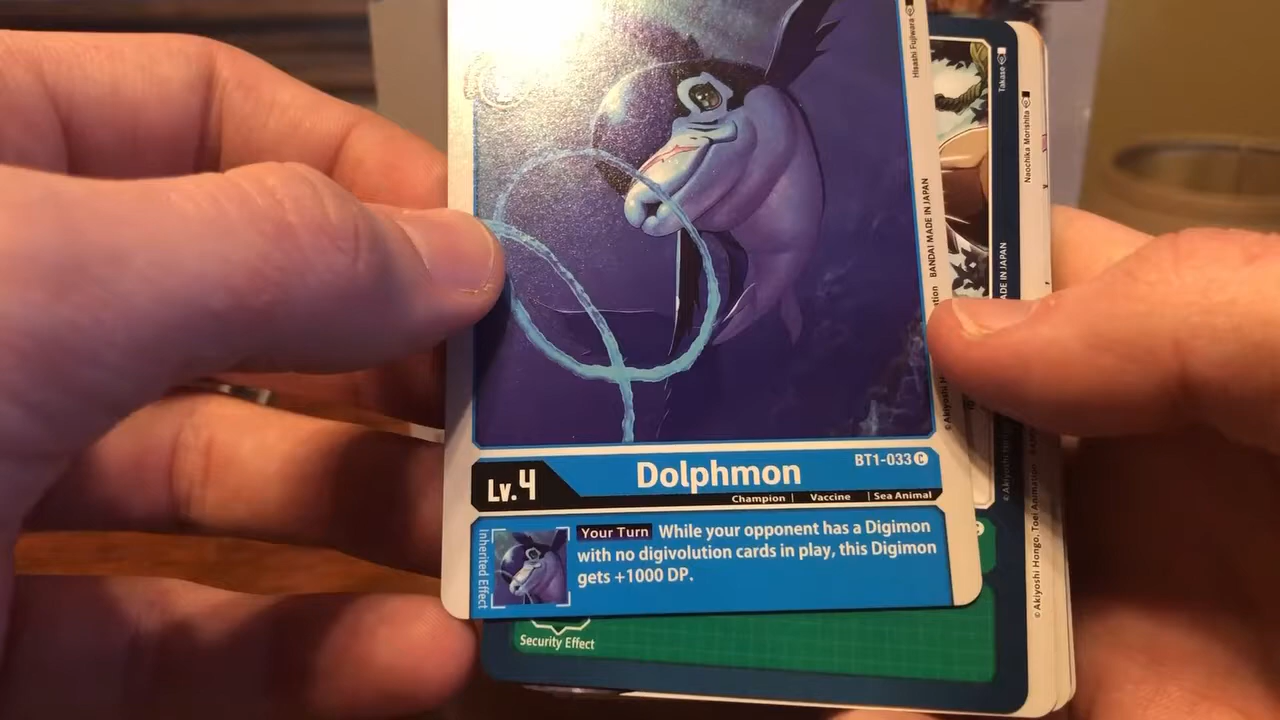 Hisashi Fujiwara
BANDAI MADE IN JAPAN
Takase
Naochika Morishita
ADE IN JAPAN
Akiyoshi Hongo, Toei Animation
BT1-033 C
Lv.4
Dolphmon
Champion | Vaccine | Sea Animal
Inherited Effect
Your Turn While your opponent has a Digimon
with no digivolution cards in play, this Digimon
gets +1000 DP.
Security Effect